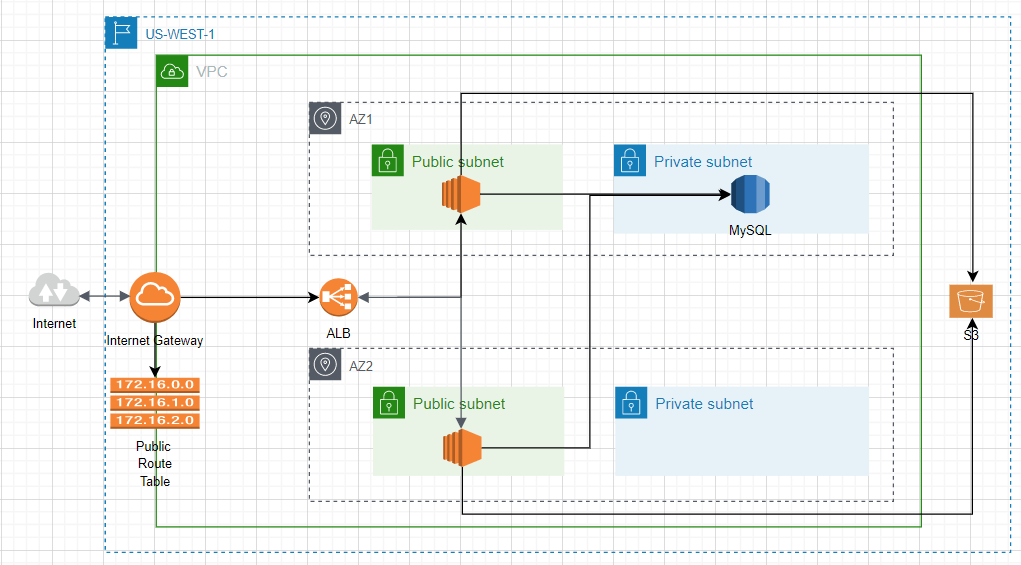 US-WEST-1
VPC
AZ1
Public subnet
Private subnet
MySQL
Internet
Internet Gateway
ALB
S3
172.16.0.0
172.16.1.0
172.16.2.0
Public
Route
Table
AZ2
Public subnet
Private subnet